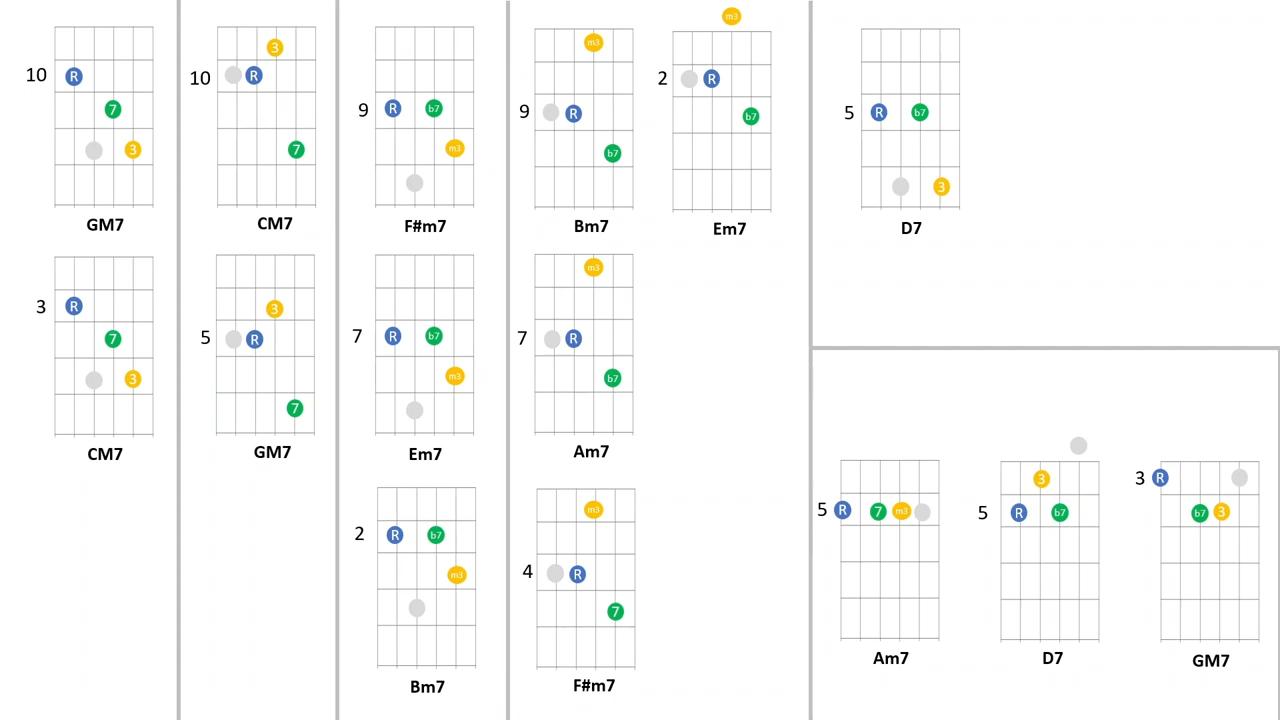 10 R 7 3
GM7
3 R 7 3
CM7
3 10 R 7
CM7
3 5 R 7
GM7
9 R b7 m3
F#m7
7 R b7 m3
Em7
2 R b7 m3
Bm7
m3 9 R b7
Bm7
m3 2 R b7
Em7
m3 7 R b7
Am7
m3 4 R 7
F#m7
5 R b7 3
D7
5 R 7 m3
Am7
3 5 R b7
D7
3 R b7 3
GM7